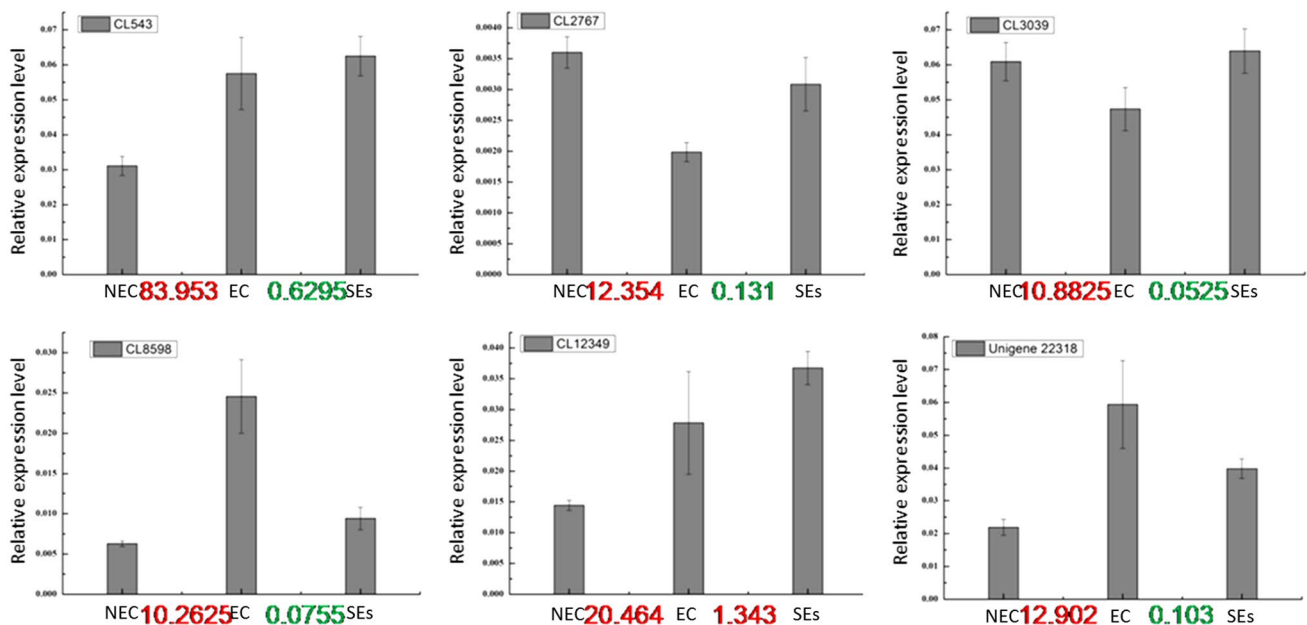 CL543
Relative expression level
0,07
0,06
0,05
0,04
0,03
0,02
0,01
0,00
NEC 83.953 EC 0.6295 SEs
CL2767
Relative expression level
0,0040
0,0035
0,0030
0,0025
0,0020
0,0015
0,0010
0,0005
0,0000
NEC 12.354 EC 0.131 SEs
CL3039
Relative expression level
0,07
0,06
0,05
9,04
0,03
0,02
0,01
0,00
NEC 10.8825 EC 0.0525 SEs
CL8598
Relative expression level
0,030
0,025
0,020
0,015
0,010
0,005
0,000
NEC 10.2625 EC 0.0755 SEs
CL12349
Relative expression level
0,040
0,035
0,030
0,025
0,020
0,015
0,010
0,005
0,000
NEC 20.464 EC 1.343 SEs
Unigene 22318
Relative expression level
0,08
0,07
0,06
0,05
0,04
0,03
0,02
0,01
0,00
NEC 12.902 EC 0.103 SEs